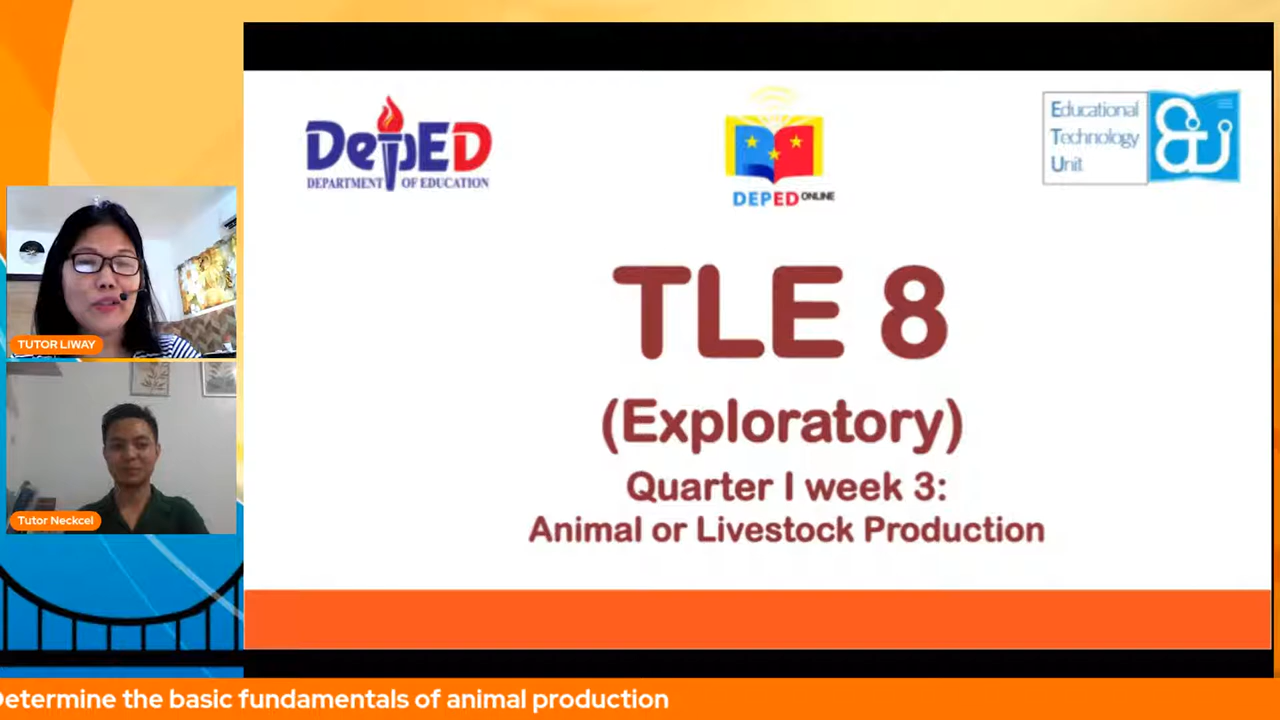 DepED
DEPARTMENT OF EDUCATION
DEPED ONLINE
Educational
Technology
Unit
TLE 8
(Exploratory)
Quarter I week 3:
Animal or Livestock Production
TUTOR LIWAY
Tutor Neckcel
Determine the basic fundamentals of animal production